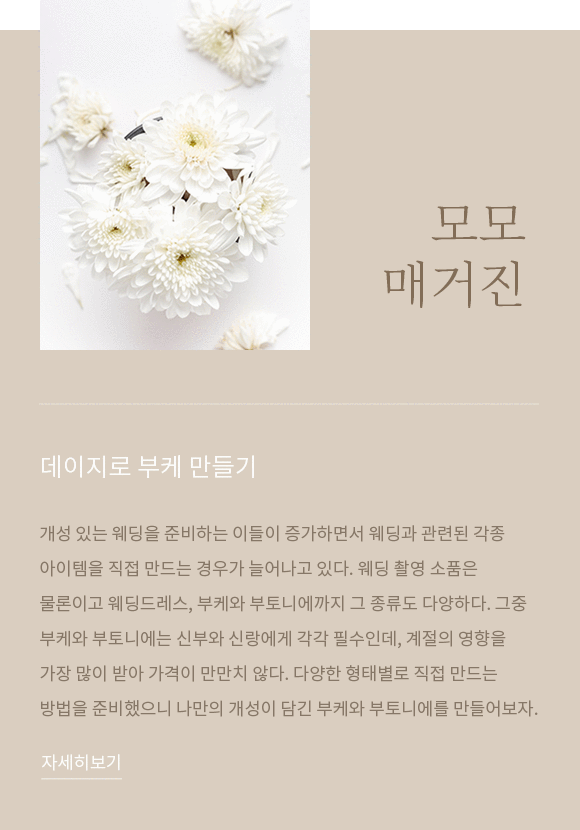 모모
매거진
데이지로 부케 만들기
개성 있는 웨딩을 준비하는 이들이 증가하면서 웨딩과 관련된 각종
아이템을 직접 만드는 경우가 늘어나고 있다. 웨딩 촬영 소품은
물론이고 웨딩드레스, 부케와 부토니에까지 그 종류도 다양하다. 그중
부케와 부토니에는 신부와 신랑에게 각각 필수인데, 계절의 영향을
가장 많이 받아 가격이 만만치 않다. 다양한 형태별로 직접 만드는
방법을 준비했으니 나만의 개성이 담긴 부케와 부토니에를 만들어보자.
자세히보기